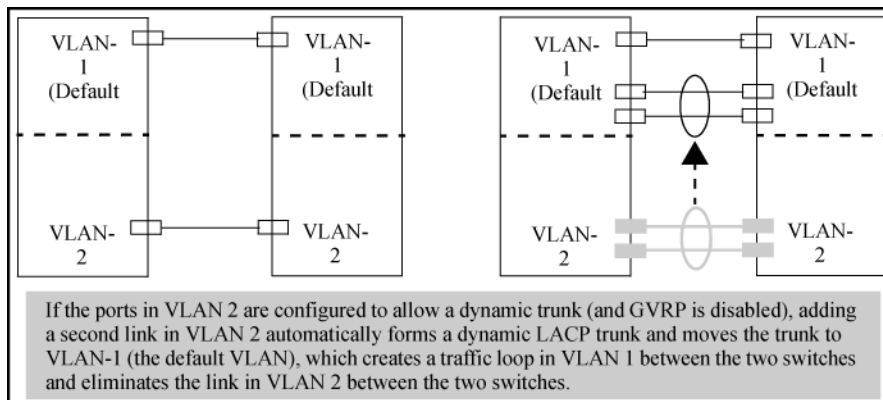 VLAN-
1
(Default
VLAN-
1
(Default
VLAN-
2
VLAN-
2
VLAN-
1
(Default
VLAN-
1
(Default
VLAN-
2
VLAN-
2
If the ports in VLAN 2 are configured to allow a dynamic trunk (and GVRP is disabled), adding
a second link in VLAN 2 automatically forms a dynamic LACP trunk and moves the trunk to
VLAN-1 (the default VLAN), which creates a traffic loop in VLAN 1 between the two switches
and eliminates the link in VLAN 2 between the two switches.